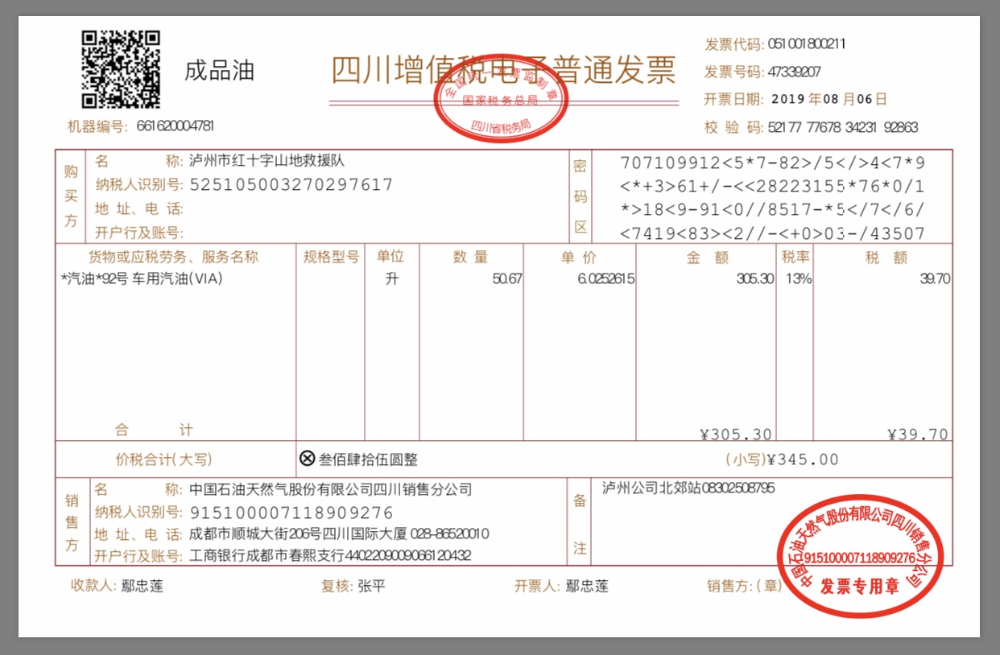 成品油
四川增值税电子普通发票
全国统一发票监制章
国家税务总局
四川省税务局
发票代码: 051001800211
发票号码: 47339207
开票日期: 2019 年 08 月 06 日
校 验 码: 52177 77678 34231 92863
机器编号: 661620004781
购买方
名 称: 泸州市红十字山地救援队
纳税人识别号: 525105003270297617
地 址、电 话:
开户行及账号:
密码区
707109912<5*7-82>/5</>4<7*9
<*+3>61+/-<<28223155*76*0/1
*>18<9-91<0//8517-*5</7</6/
<7419<83><2//-<+0>03-/43507
货物或应税劳务、服务名称 规格型号 单位 数 量 单 价 金 额 税率 税 额
*汽油*92号 车用汽油(VIA) 升 50.67 6.0252615 305.30 13% 39.70
合 计 ¥305.30 ¥39.70
价税合计(大写) ⊗ 叁佰肆拾伍圆整 (小写)¥345.00
销售方
名 称: 中国石油天然气股份有限公司四川销售分公司
纳税人识别号: 915100007118909276
地 址、电 话: 成都市顺城大街206号四川国际大厦 028-86520010
开户行及账号: 工商银行成都市春熙支行4402209009066120432
备注
泸州公司北郊站08302508795
收款人: 鄢忠莲 复核: 张平 开票人: 鄢忠莲 销售方: (章)
中国石油天然气股份有限公司四川销售分公司
915100007118909276
发票专用章